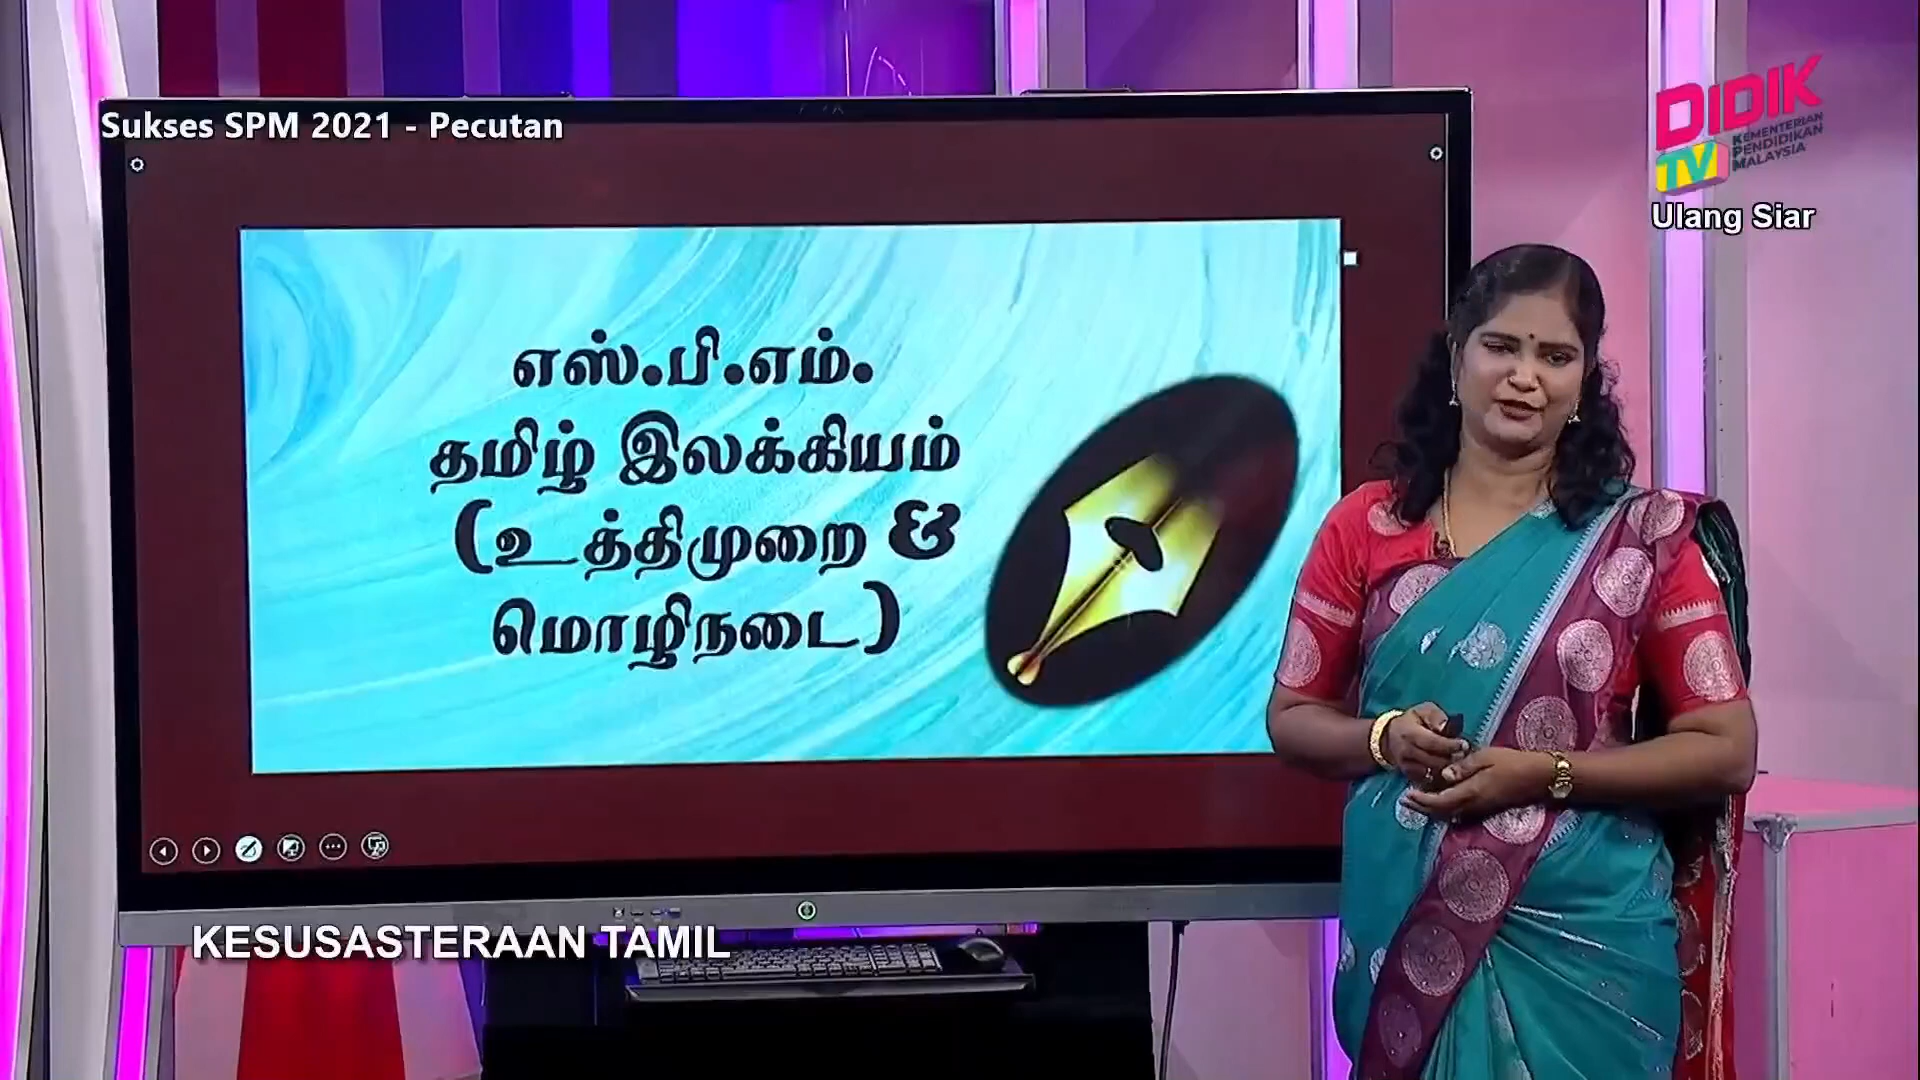 Sukses SPM 2021 - Pecutan
DIDIK
TV
KEMENTERIAN
PENDIDIKAN
MALAYSIA
Ulang Siar
எஸ்.பி.எம்.
தமிழ் இலக்கியம்
(உத்திமுறை &
மொழிநடை)
KESUSASTERAAN TAMIL